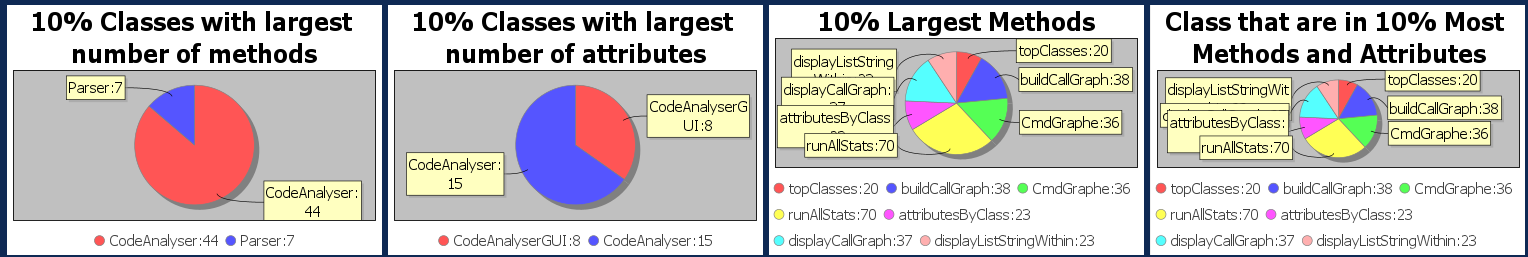 10% Classes with largest
number of methods
Parser:7
CodeAnalyser:
44
CodeAnalyser:44 Parser:7
10% Classes with largest
number of attributes
CodeAnalyserG
UI:8
CodeAnalyser:
15
CodeAnalyserGUI:8 CodeAnalyser:15
10% Largest Methods
topClasses:20
displayListString
buildCallGraph:38
displayCallGraph:
attributesByClass
CmdGraphe:36
runAllStats:70
topClasses:20 buildCallGraph:38 CmdGraphe:36
runAllStats:70 attributesByClass:23
displayCallGraph:37 displayListStringWithin:23
Class that are in 10% Most
Methods and Attributes
topClasses:20
displayListStringWit
buildCallGraph:38
attributesByClass:
CmdGraphe:36
runAllStats:70
topClasses:20 buildCallGraph:38 CmdGraphe:36
runAllStats:70 attributesByClass:23
displayCallGraph:37 displayListStringWithin:23